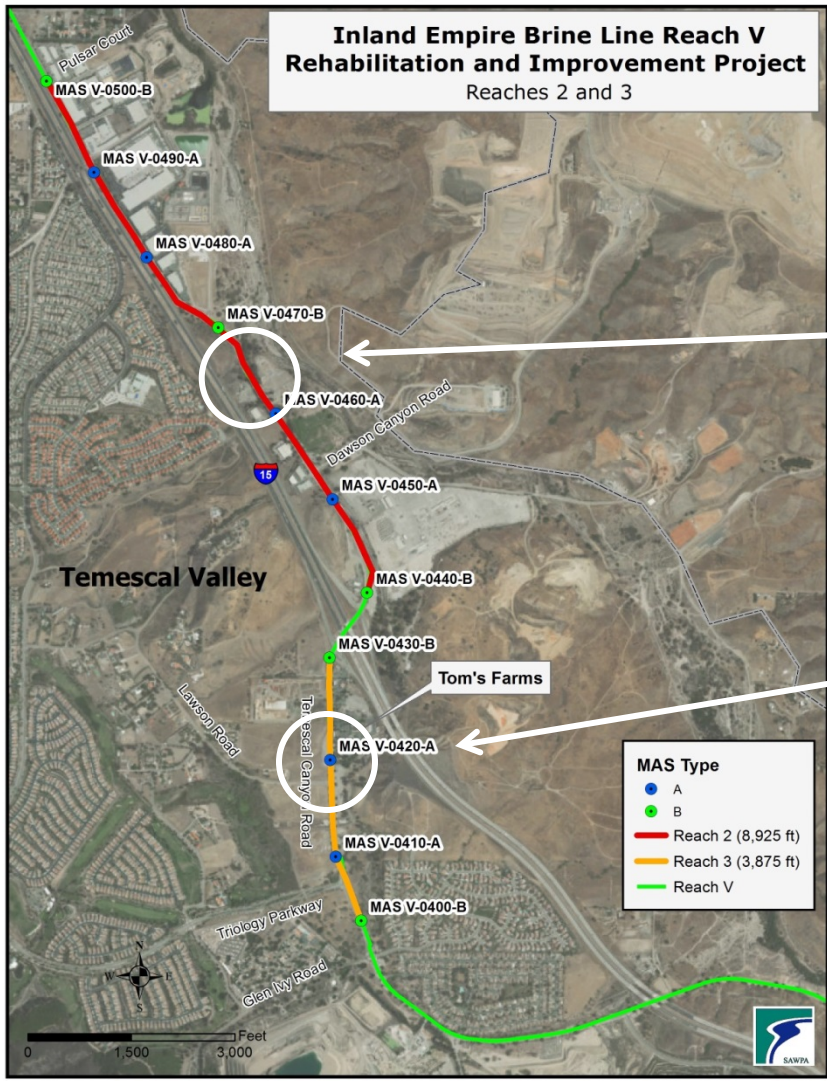 Inland Empire Brine Line Reach V
Rehabilitation and Improvement Project
Reaches 2 and 3
Pulsar Court
MAS V-0500-B
MAS V-0490-A
MAS V-0480-A
MAS V-0470-B
MAS V-0460-A
Dawson Canyon Road
15
MAS V-0450-A
Temescal Valley
MAS V-0440-B
MAS V-0430-B
Tom's Farms
Lawson Road
Temescal Canyon Road
MAS V-0420-A
MAS Type
A
B
Reach 2 (8,925 ft)
Reach 3 (3,875 ft)
Reach V
MAS V-0410-A
Triology Parkway
MAS V-0400-B
Glen Ivy Road
N
W E
S
Feet
0 1,500 3,000
SAWPA